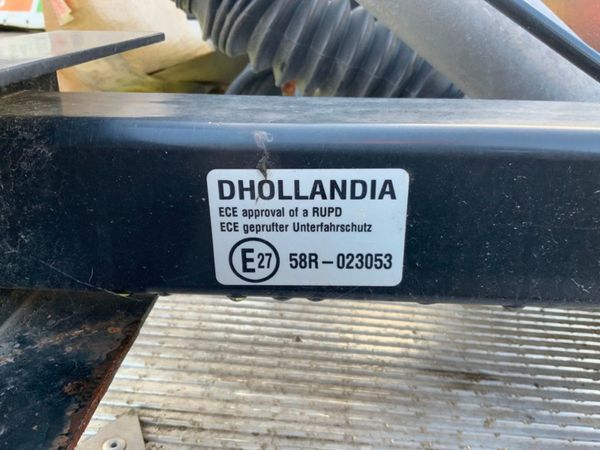 DHOLLANDIA
ECE approval of a RUPD
ECE geprufter Unterfahrschutz
E27 58R-023053